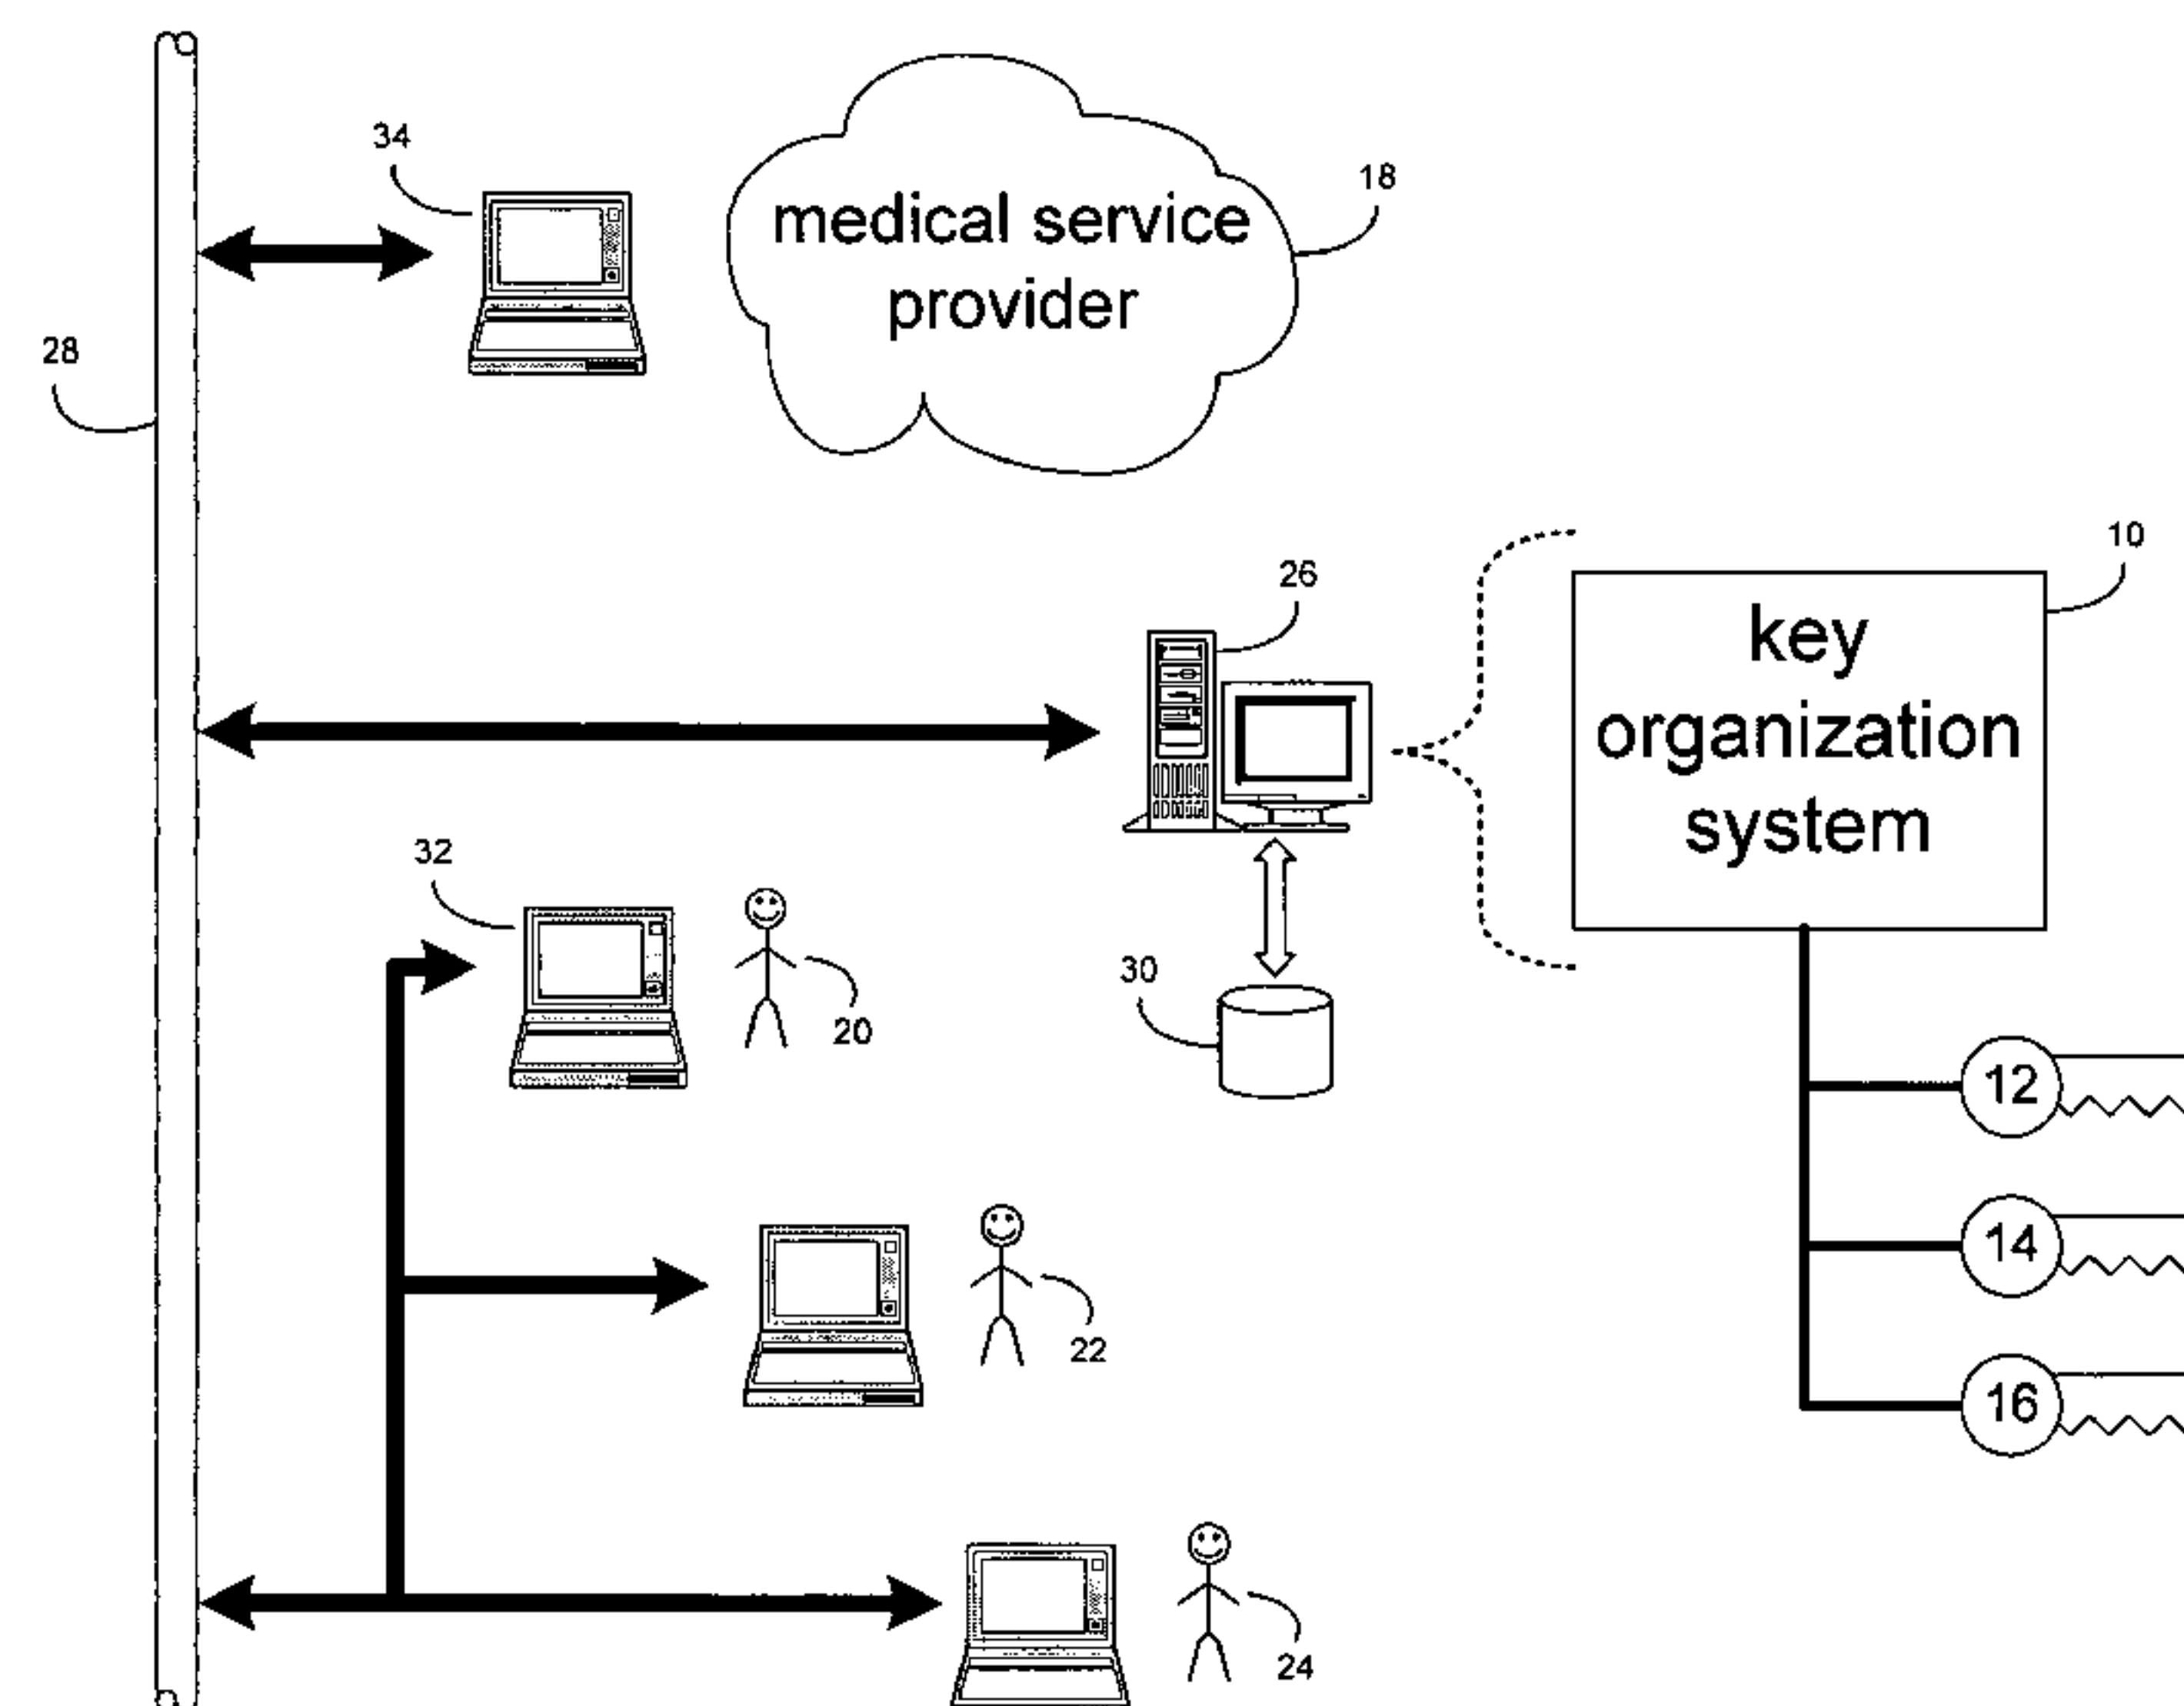 34
18
medical service
provider
28
10
26
key
organization
system
32
30
20
12
22
14
16
24